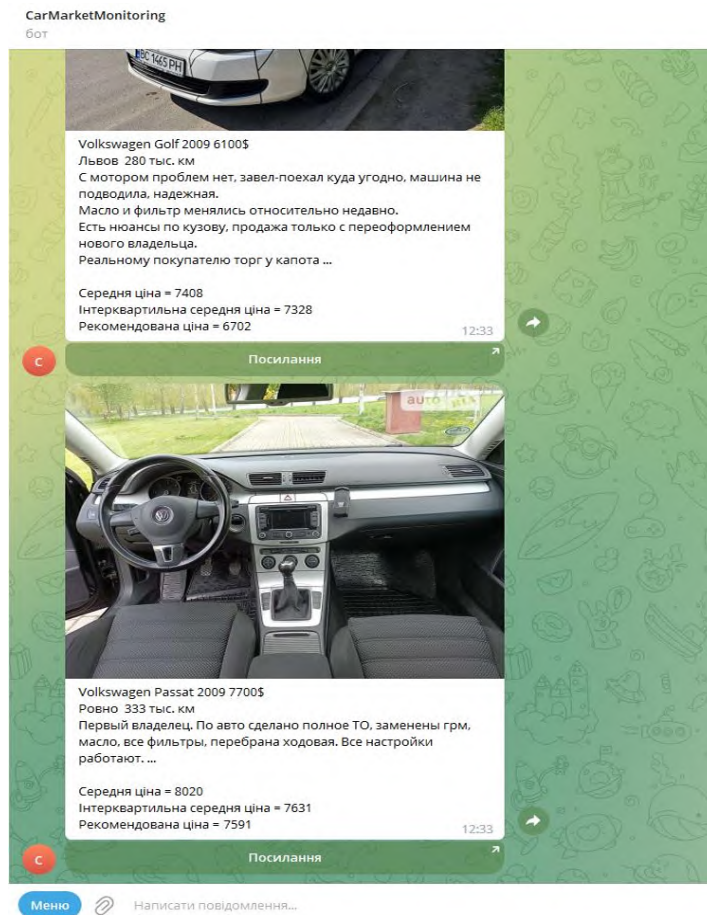 CarMarketMonitoring
бот
BC 1465 PH
Volkswagen Golf 2009 6100$
Львов 280 тыс. км
С мотором проблем нет, завел-поехал куда угодно, машина не
подводила, надежная.
Масло и фильтр менялись относительно недавно.
Есть нюансы по кузову, продажа только с переоформлением
нового владельца.
Реальному покупателю торг у капота ...
Середня ціна = 7408
Інтерквартильна середня ціна = 7328
Рекомендована ціна = 6702
12:33
С
Посилання
auto
Volkswagen Passat 2009 7700$
Ровно 333 тыс. км
Первый владелец. По авто сделано полное ТО, заменены грм,
масло, все фильтры, перебрана ходовая. Все настройки
работают. ...
Середня ціна = 8020
Інтерквартильна середня ціна = 7631
Рекомендована ціна = 7591
12:33
С
Посилання
Меню
Написати повідомлення...